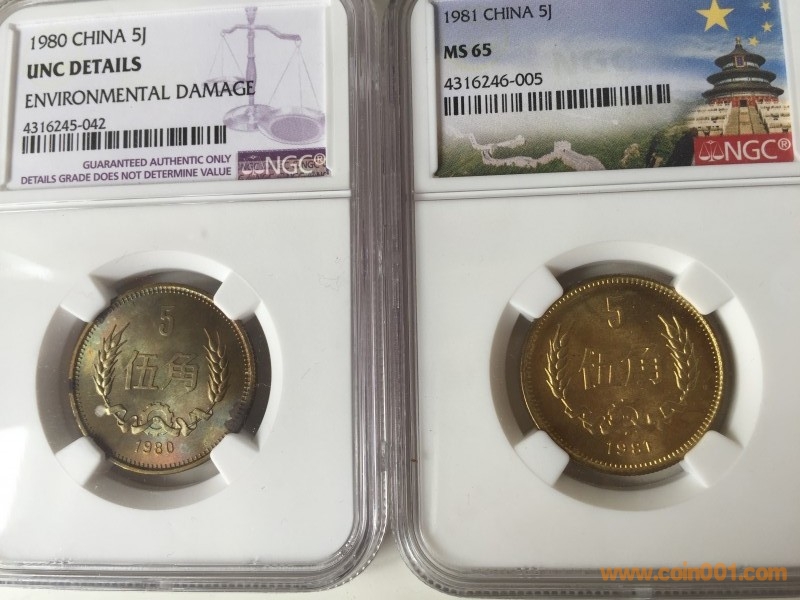 1980 CHINA 5J
UNC DETAILS
ENVIRONMENTAL DAMAGE
4316245-042
GUARANTEED AUTHENTIC ONLY
DETAILS GRADE DOES NOT DETERMINE VALUE
NGC®
1981 CHINA 5J
MS 65
4316246-005
NGC
NGC®
5
伍角
1980
5
伍角
1981
www.coin001.com